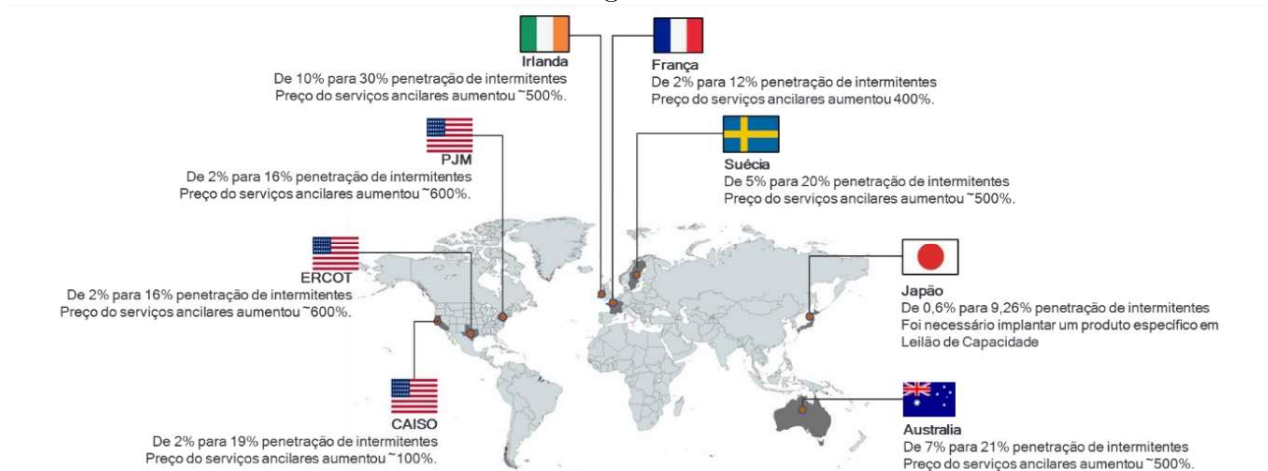 Irlanda
De 10% para 30% penetração de intermitentes
Preço do serviços ancilares aumentou ~500%.
França
De 2% para 12% penetração de intermitentes
Preço do serviços ancilares aumentou 400%.
PJM
De 2% para 16% penetração de intermitentes
Preço de serviços ancilares aumentou ~600%.
Suécia
De 5% para 20% penetração de intermitentes
Preço do serviços ancilares aumentou ~500%.
ERCOT
De 2% para 16% penetração de intermitentes
Preço do serviços ancilares aumentou ~600%.
Japão
De 0,6% para 9,26% penetração de intermitentes
Foi necessário implantar um produto específico em
Leilão de Capacidade
CAISO
De 2% para 19% penetração de intermitentes
Preço do serviços ancilares aumentou ~100%.
Australia
De 7% para 21% penetração de intermitentes
Preço do serviços ancilares aumentou ~500%.